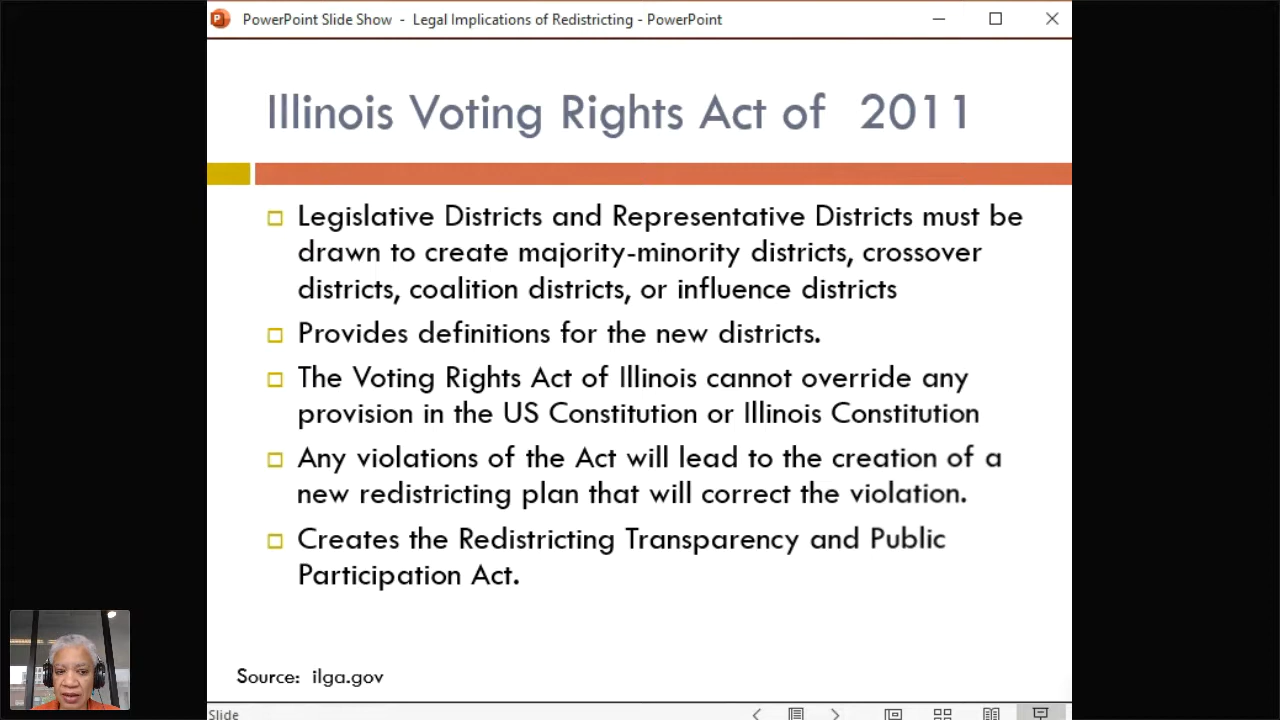 PowerPoint Slide Show - Legal Implications of Redistricting - PowerPoint
Illinois Voting Rights Act of 2011
Legislative Districts and Representative Districts must be
drawn to create majority-minority districts, crossover
districts, coalition districts, or influence districts
Provides definitions for the new districts.
The Voting Rights Act of Illinois cannot override any
provision in the US Constitution or Illinois Constitution
Any violations of the Act will lead to the creation of a
new redistricting plan that will correct the violation.
Creates the Redistricting Transparency and Public
Participation Act.
Source: ilga.gov
Slide